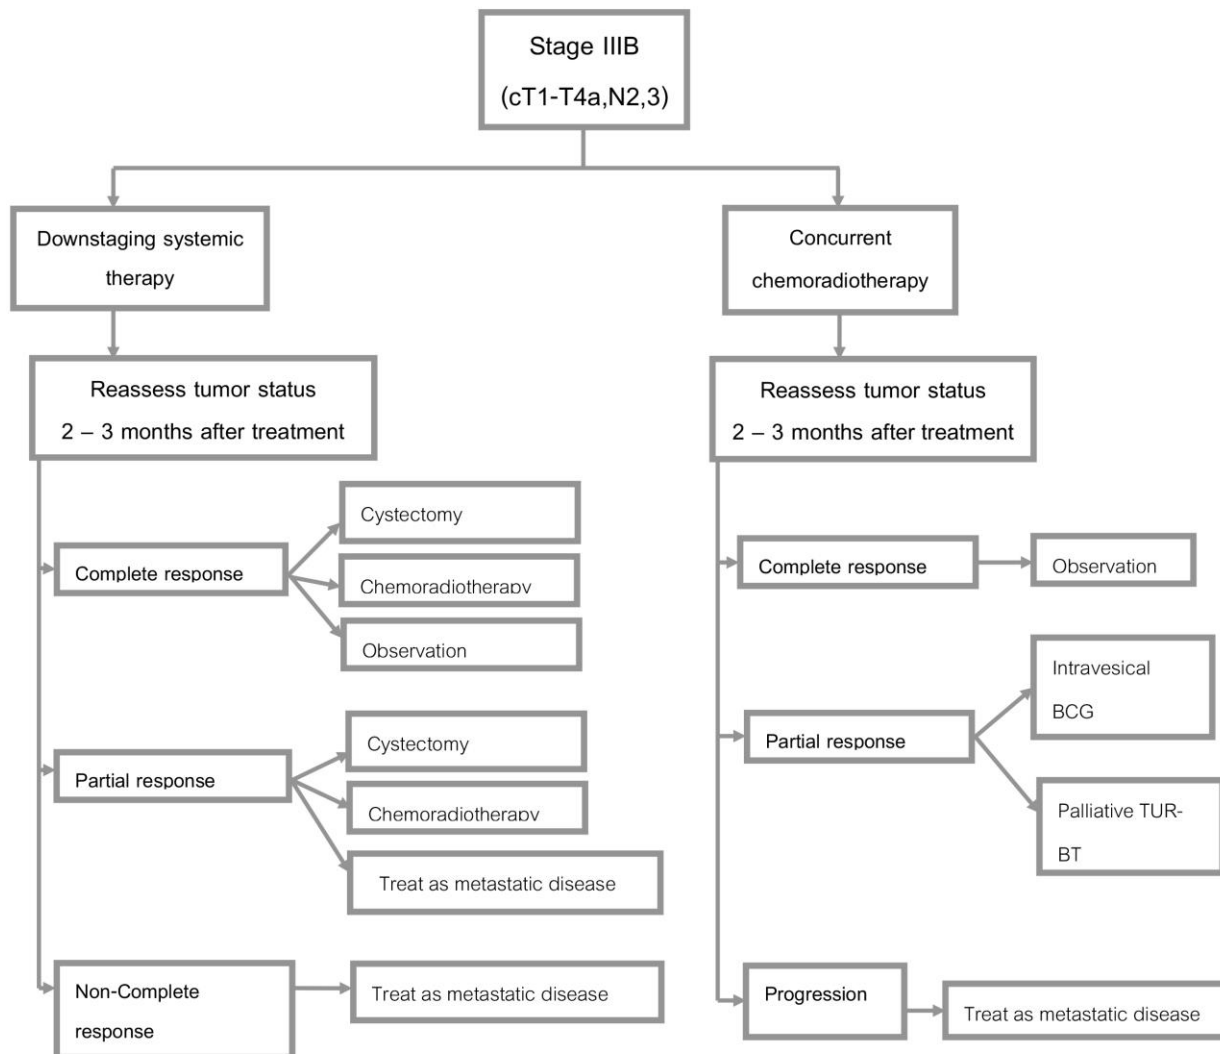 Stage IIIB
(cT1-T4a,N2,3)
Downstaging systemic
therapy
Reassess tumor status
2 – 3 months after treatment
Complete response
Cystectomy
Chemoradiotherapy
Observation
Partial response
Cystectomy
Chemoradiotherapy
Treat as metastatic disease
Non-Complete
response
Treat as metastatic disease
Concurrent
chemoradiotherapy
Reassess tumor status
2 – 3 months after treatment
Complete response
Observation
Partial response
Intravesical
BCG
Palliative TUR-
BT
Progression
Treat as metastatic disease